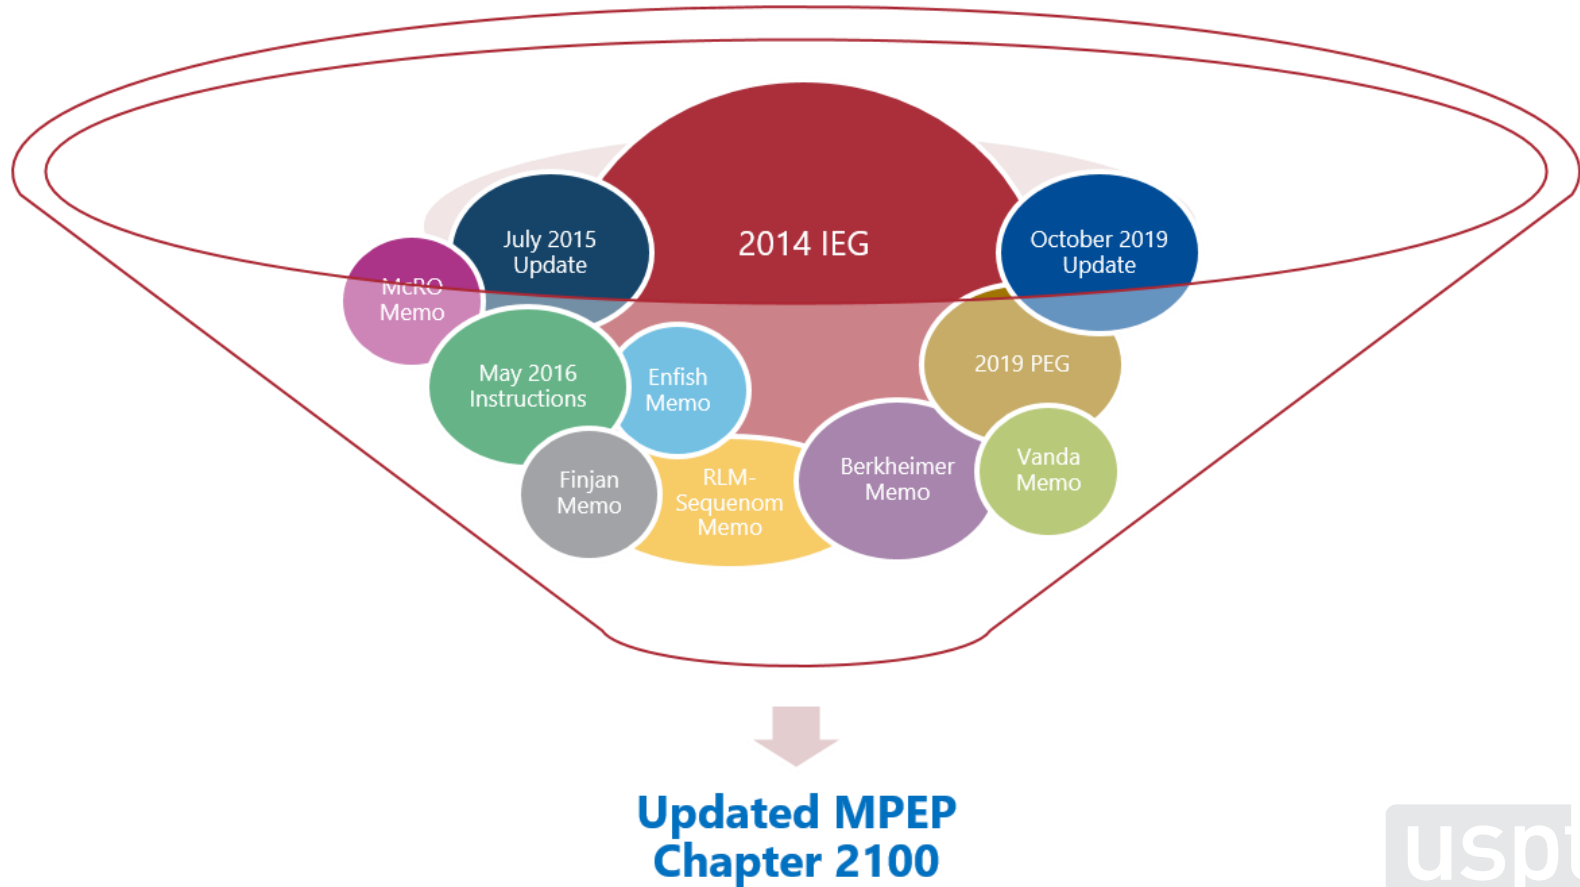 2014 IEG
July 2015
Update
October 2019
Update
McRO
Memo
May 2016
Instructions
Enfish
Memo
2019 PEG
Finjan
Memo
RLM-
Sequenom
Memo
Berkheimer
Memo
Vanda
Memo
Updated MPEP
Chapter 2100